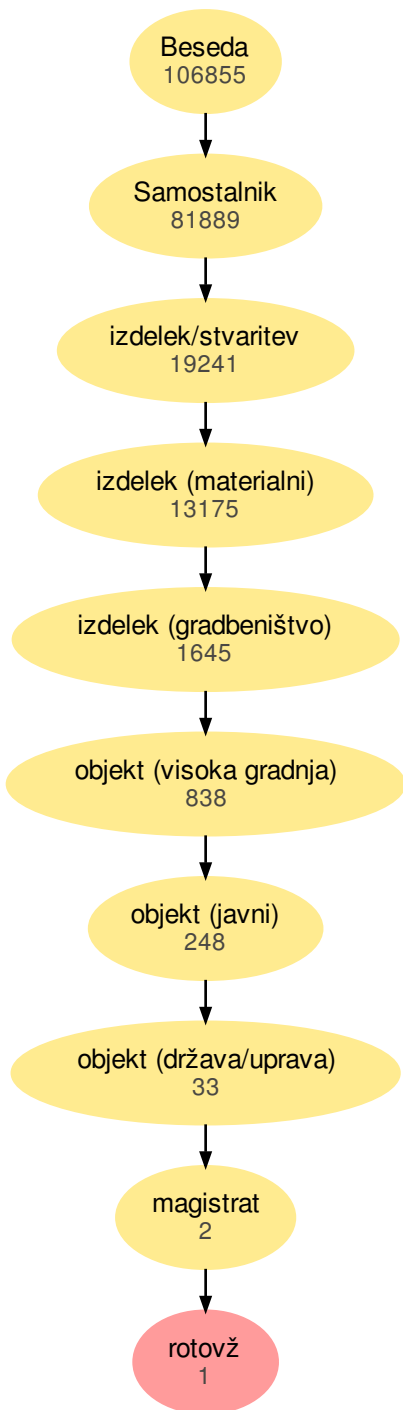 Beseda
106855
Samostalnik
81889
izdelek/stvaritev
19241
izdelek (materialni)
13175
izdelek (gradbeništvo)
1645
objekt (visoka gradnja)
838
objekt (javni)
248
objekt (država/uprava)
33
magistrat
2
rotovž
1